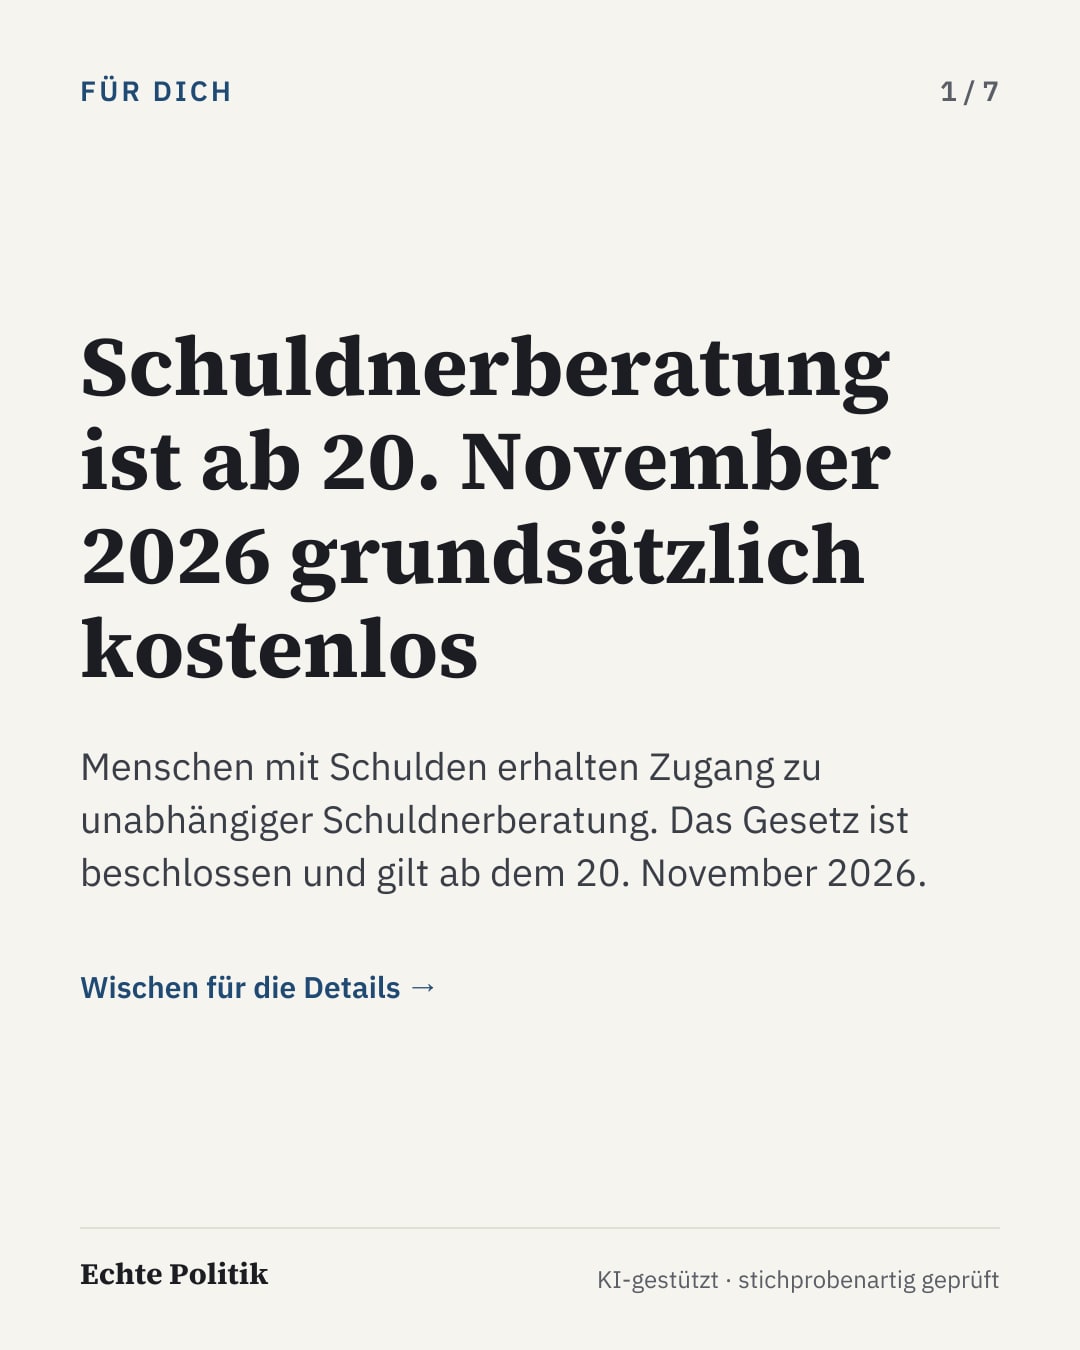 FÜR DICH
1 / 7
Schuldnerberatung
ist ab 20. November
2026 grundsätzlich
kostenlos
Menschen mit Schulden erhalten Zugang zu
unabhängiger Schuldnerberatung. Das Gesetz ist
beschlossen und gilt ab dem 20. November 2026.
Wischen für die Details →
Echte Politik
KI-gestützt · stichprobenartig geprüft